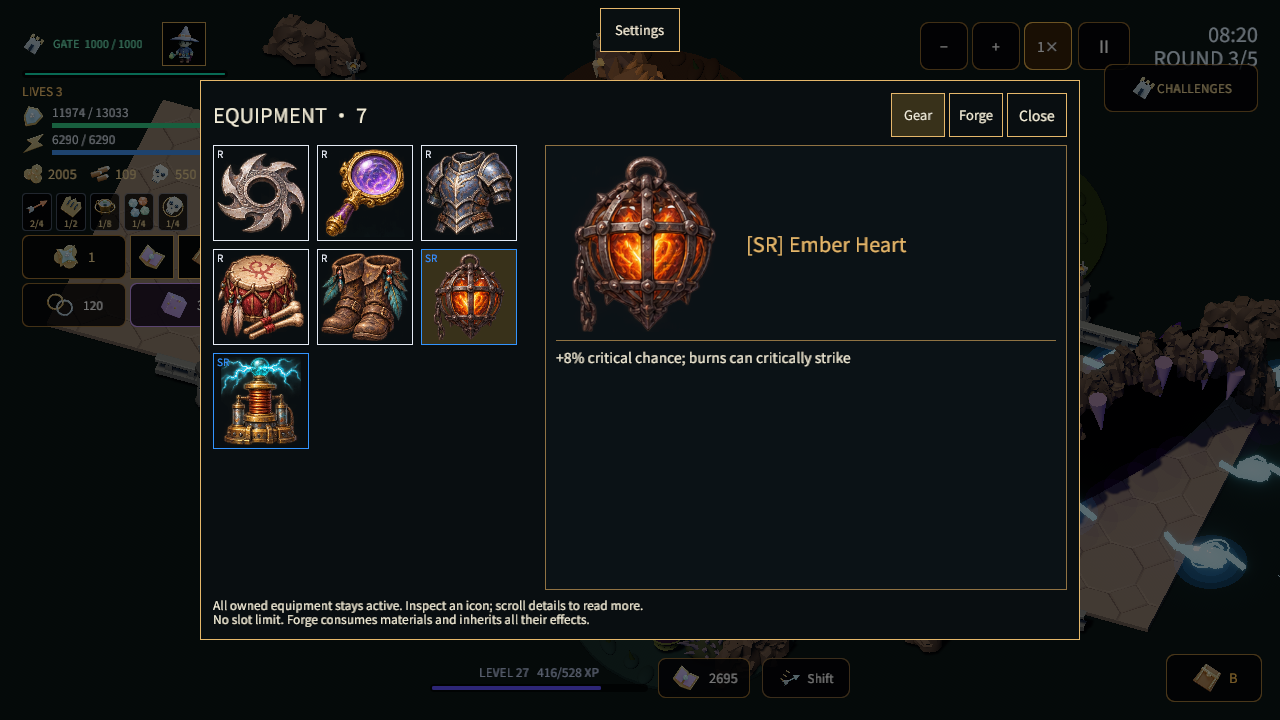 Settings
GATE 1000 / 1000
− + 1× II
08:20
ROUND 3/5
CHALLENGES
LIVES 3
11974 / 13033
6290 / 6290
2005 109 550
2/4 1/2 1/8 1/4 1/4
1
120
EQUIPMENT • 7
Gear Forge Close
R R R
R R SR
SR
[SR] Ember Heart
+8% critical chance; burns can critically strike
All owned equipment stays active. Inspect an icon; scroll details to read more.
No slot limit. Forge consumes materials and inherits all their effects.
LEVEL 27 416/528 XP
2695
Shift
B